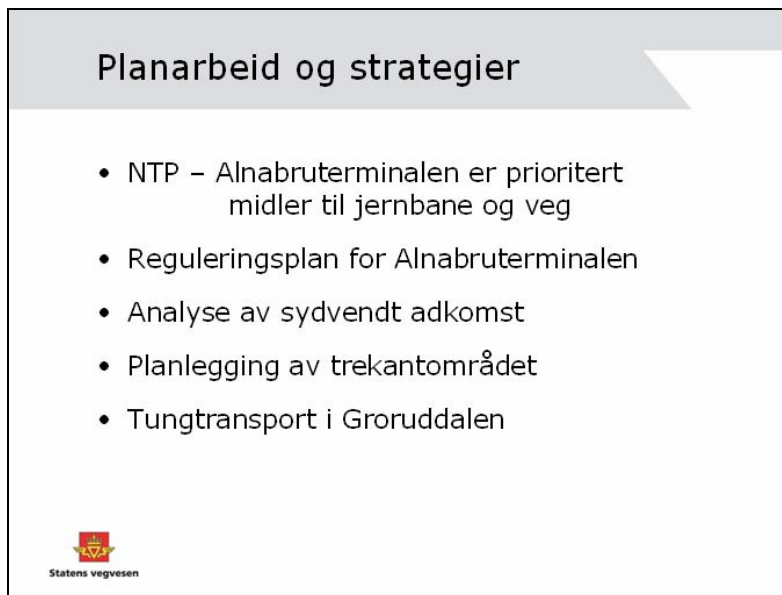 Planarbeid og strategier
• NTP – Alnabruterminalen er prioritert
midler til jernbane og veg
• Reguleringsplan for Alnabruterminalen
• Analyse av sydvendt adkomst
• Planlegging av trekantområdet
• Tungtransport i Groruddalen
Statens vegvesen